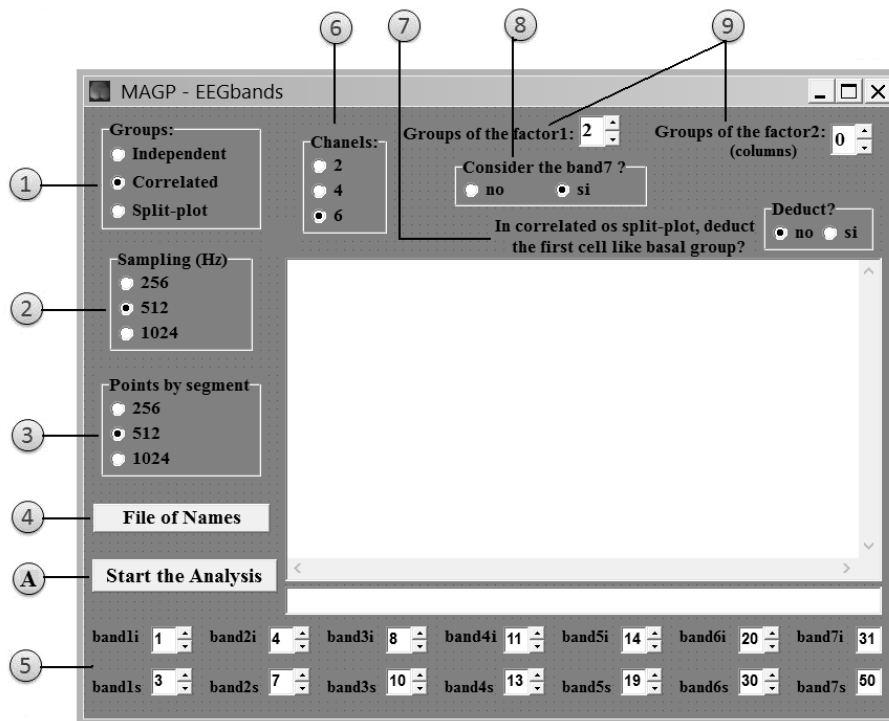 6 7 8 9
MAGP - EEGbands
Groups:
Independent
Correlated
Split-plot
1
Chanels:
2
4
6
Groups of the factor1: 2
Groups of the factor2: 0
(columns)
Consider the band7 ?
no si
In correlated os split-plot, deduct
the first cell like basal group?
Deduct?
no si
Sampling (Hz)
256
512
1024
2
Points by segment
256
512
1024
3
4 File of Names
A Start the Analysis
5
band1i 1 band2i 4 band3i 8 band4i 11 band5i 14 band6i 20 band7i 31
band1s 3 band2s 7 band3s 10 band4s 13 band5s 19 band6s 30 band7s 50